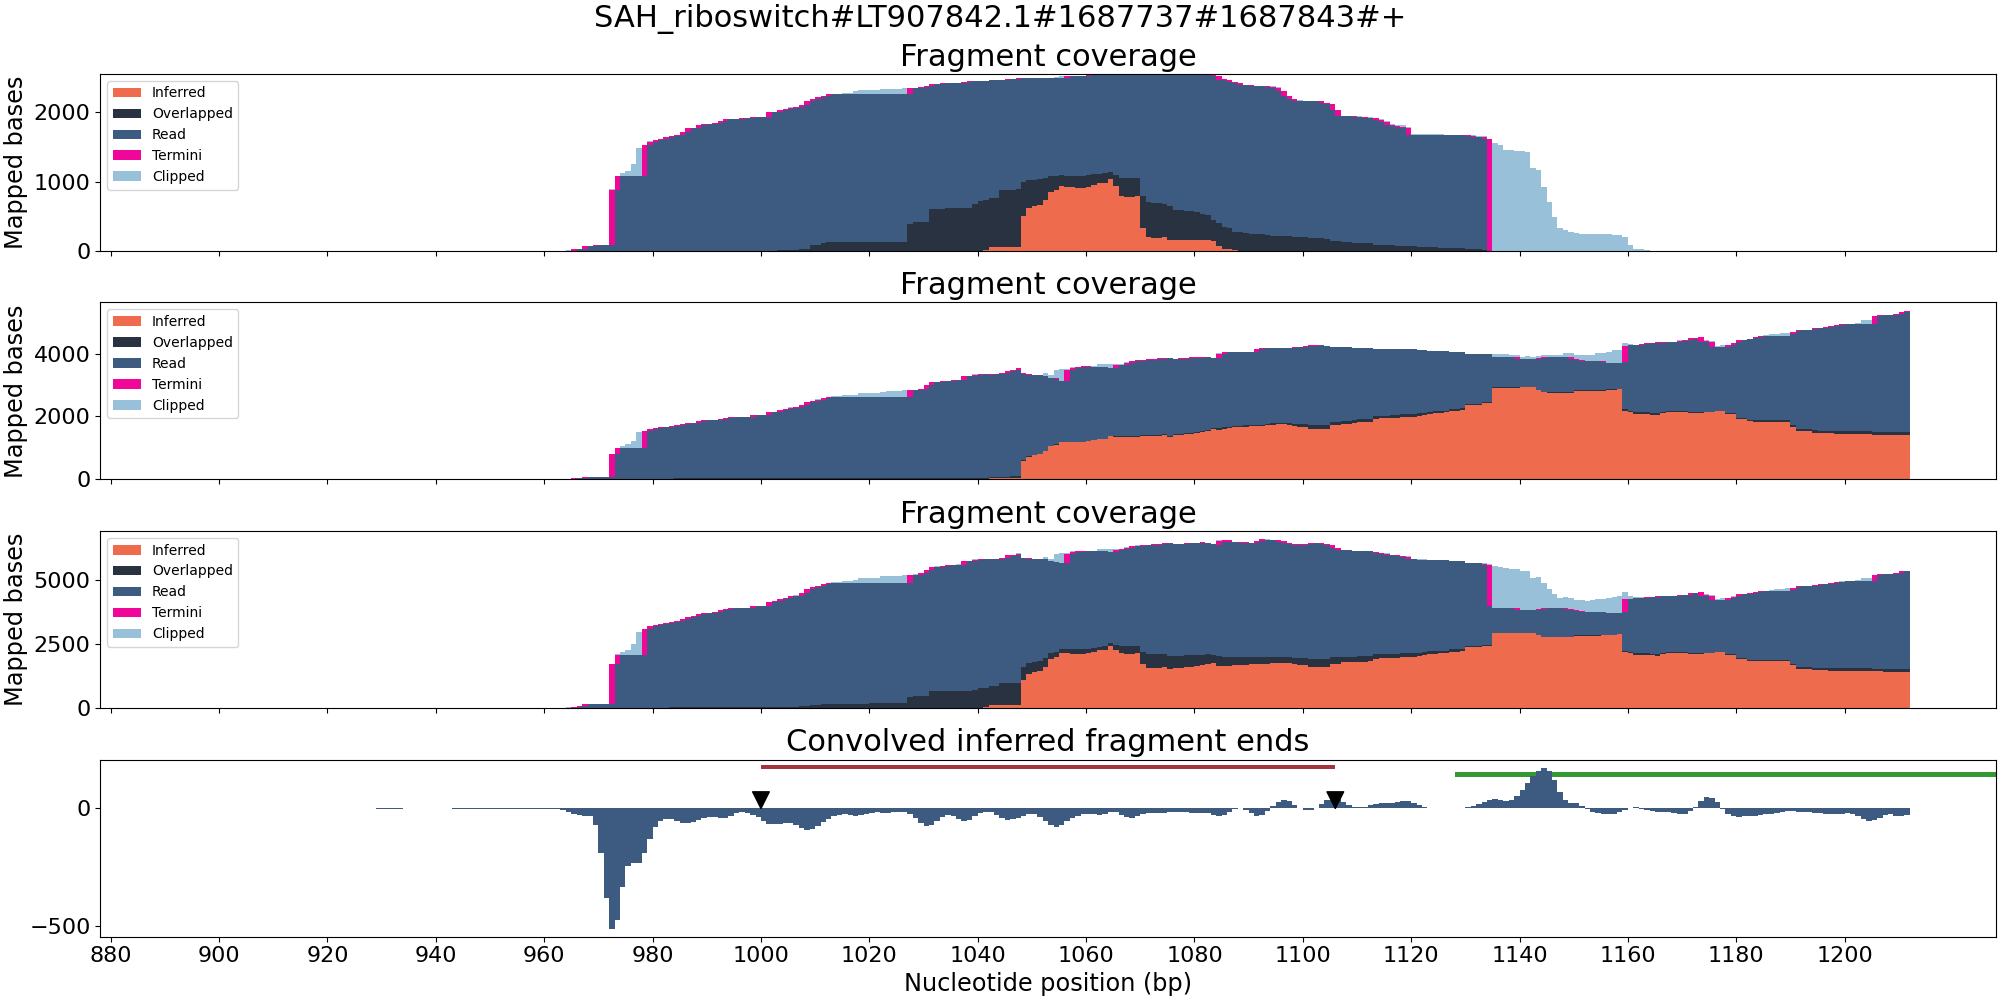 SAH_riboswitch#LT907842.1#1687737#1687843#+
Fragment coverage
Mapped bases
2000
1000
0
Inferred
Overlapped
Read
Termini
Clipped
Fragment coverage
Mapped bases
4000
2000
0
Inferred
Overlapped
Read
Termini
Clipped
Fragment coverage
Mapped bases
5000
2500
0
Inferred
Overlapped
Read
Termini
Clipped
Convolved inferred fragment ends
0
−500
880 900 920 940 960 980 1000 1020 1040 1060 1080 1100 1120 1140 1160 1180 1200
Nucleotide position (bp)